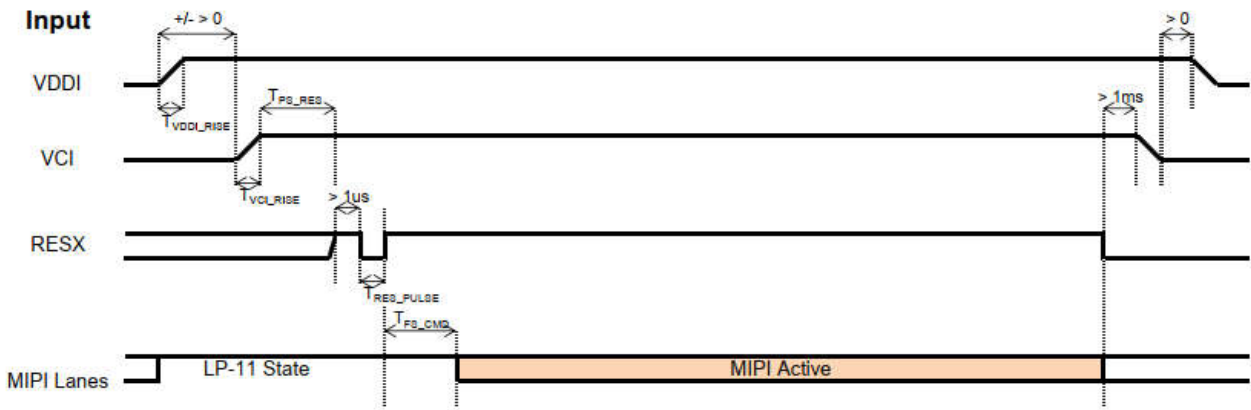 Input
+/- > 0
> 0
VDDI
TVDDI_RISE
TPS_RES
> 1ms
VCI
TVCI_RISE
> 1us
RESX
TRES_PULSE
TFS_CMD
MIPI Lanes
LP-11 State
MIPI Active